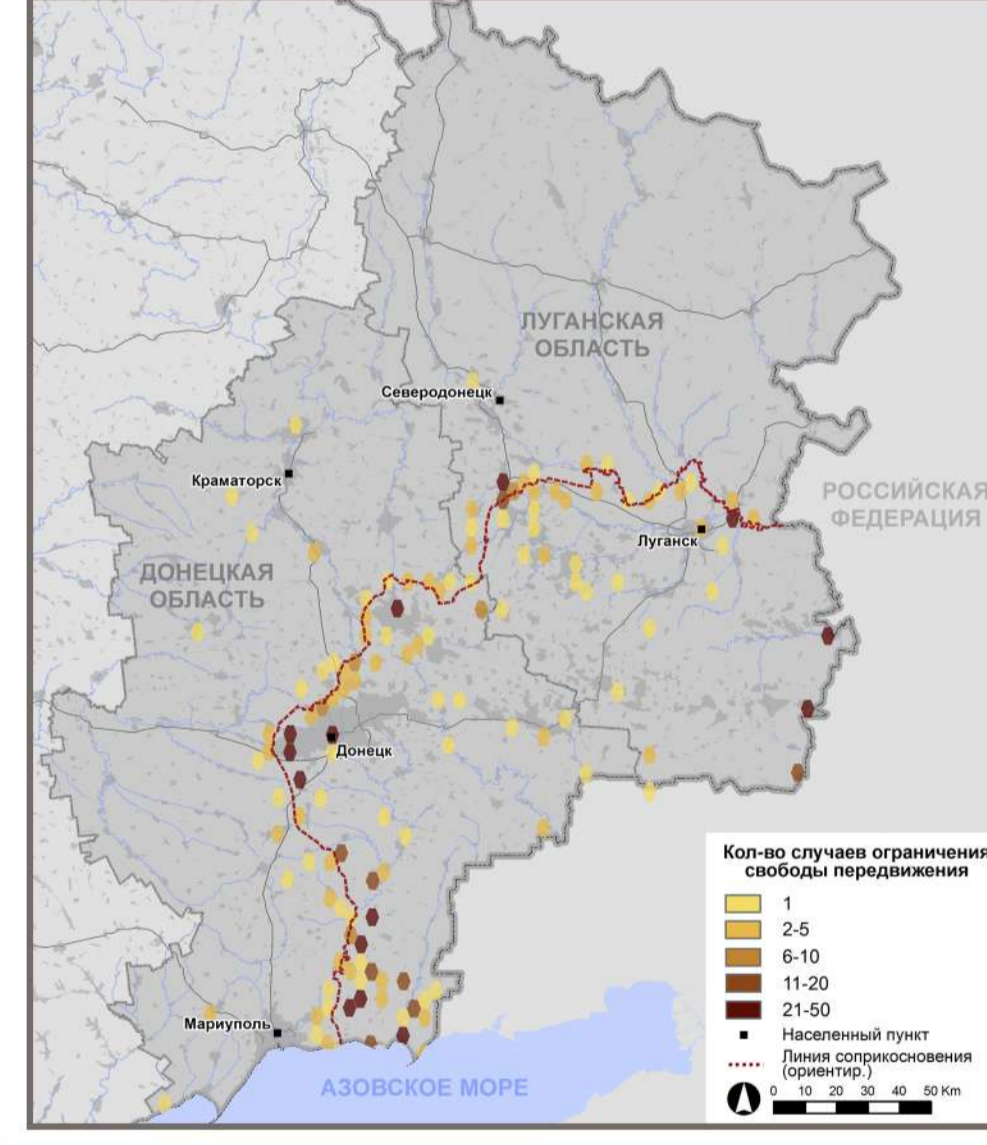 ЛУГАНСКАЯ
ОБЛАСТЬ
Северодонецк
Краматорск
РОССИЙСКАЯ
ФЕДЕРАЦИЯ
Луганск
ДОНЕЦКАЯ
ОБЛАСТЬ
Донецк
Мариуполь
АЗОВСКОЕ МОРЕ
Кол-во случаев ограничения
свободы передвижения
1
2-5
6-10
11-20
21-50
Населенный пункт
Линия соприкосновения
(ориентир.)
0 10 20 30 40 50 Km